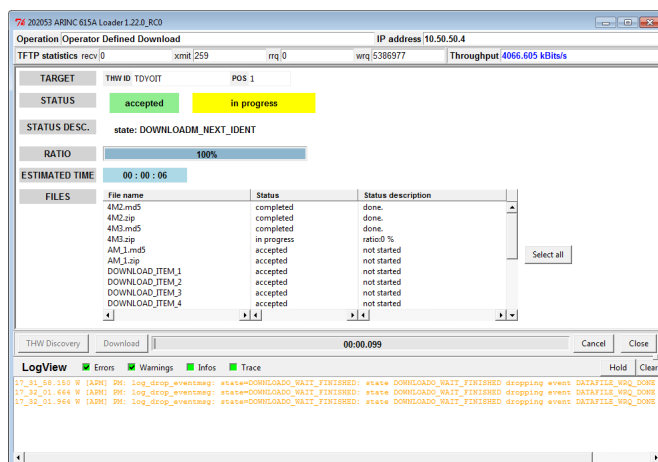 202053 ARINC 615A Loader 1.22.0_RC0
Operation Operator Defined Download IP address 10.50.50.4
TFTP statistics recv 0 xmit 259 rrq 0 wrq 5386977 Throughput 4066.605 kBits/s
TARGET THW ID TDYOIT POS 1
STATUS accepted in progress
STATUS DESC. state: DOWNLOADM_NEXT_IDENT
RATIO 100%
ESTIMATED TIME 00 : 00 : 06
FILES File name Status Status description
4M2.md5 completed done.
4M2.zip completed done.
4M3.md5 completed done.
4M3.zip in progress ratio:0 %
AM_1.md5 accepted not started
AM_1.zip accepted not started
DOWNLOAD_ITEM_1 accepted not started
DOWNLOAD_ITEM_2 accepted not started
DOWNLOAD_ITEM_3 accepted not started
DOWNLOAD_ITEM_4 accepted not started
Select all
THW Discovery Download 00:00.099 Cancel Close
LogView Errors Warnings Infos Trace Hold Clear
17_31_58.150 W [APM] PM: log_drop_eventmsg: state=DOWNLOADO_WAIT_FINISHED: state DOWNLOADO_WAIT_FINISHED dropping event DATAFILE_WRQ_DONE
17_32_01.664 W [APM] PM: log_drop_eventmsg: state=DOWNLOADO_WAIT_FINISHED: state DOWNLOADO_WAIT_FINISHED dropping event DATAFILE_WRQ_DONE
17_32_01.964 W [APM] PM: log_drop_eventmsg: state=DOWNLOADO_WAIT_FINISHED: state DOWNLOADO_WAIT_FINISHED dropping event DATAFILE_WRQ_DONE